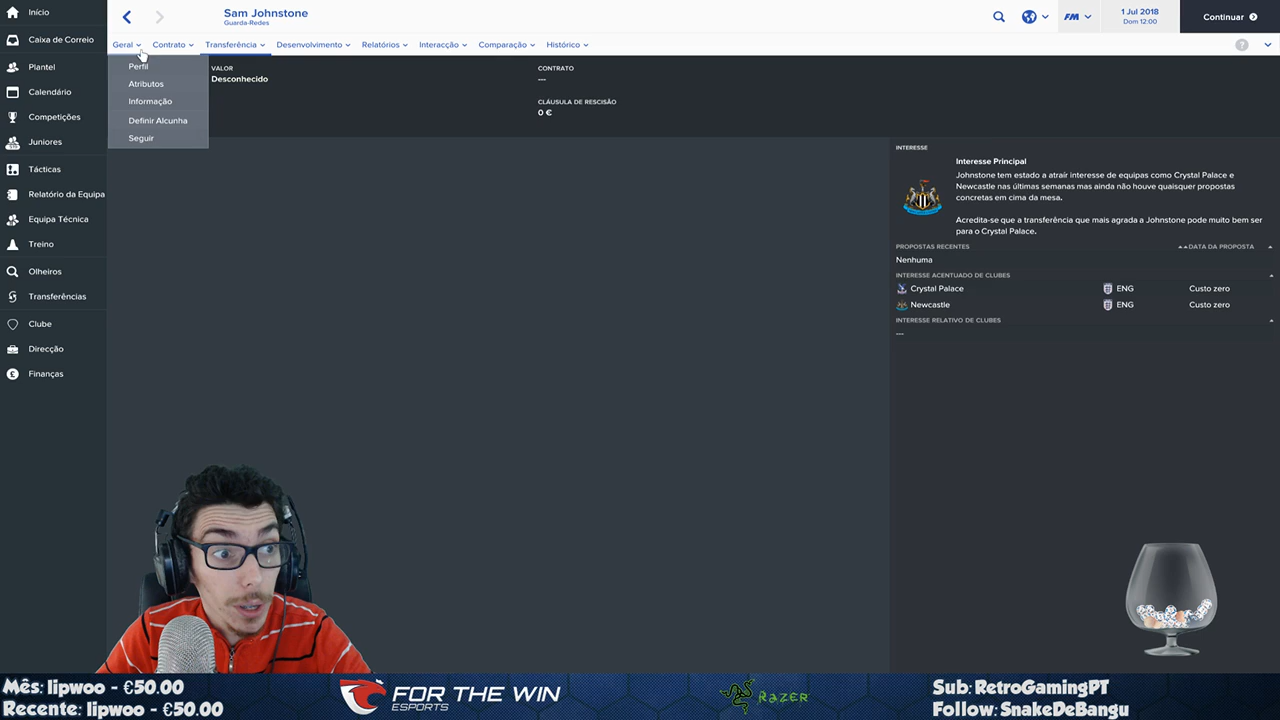 Início
Caixa de Correio
Plantel
Calendário
Competições
Juniores
Tácticas
Relatório da Equipa
Equipa Técnica
Treino
Olheiros
Transferências
Clube
Direcção
Finanças
Sam Johnstone
Guarda-Redes
FM
1 Jul 2018
Dom 12:00
Continuar
Geral
Contrato
Transferência
Desenvolvimento
Relatórios
Interacção
Comparação
Histórico
?
Perfil
Atributos
Informação
Definir Alcunha
Seguir
VALOR
Desconhecido
CONTRATO
---
CLÁUSULA DE RESCISÃO
0 €
INTERESSE
Interesse Principal
Johnstone tem estado a atraír interesse de equipas como Crystal Palace e
Newcastle nas últimas semanas mas ainda não houve quaisquer propostas
concretas em cima da mesa.
Acredita-se que a transferência que mais agrada a Johnstone pode muito bem ser
para o Crystal Palace.
PROPOSTAS RECENTES DATA DA PROPOSTA
Nenhuma
INTERESSE ACENTUADO DE CLUBES
Crystal Palace ENG Custo zero
Newcastle ENG Custo zero
INTERESSE RELATIVO DE CLUBES
---
Mês: lipwoo - €50.00
Recente: lipwoo - €50.00
FOR THE WIN
ESPORTS
RAZER
Sub: RetroGamingPT
Follow: SnakeDeBangu